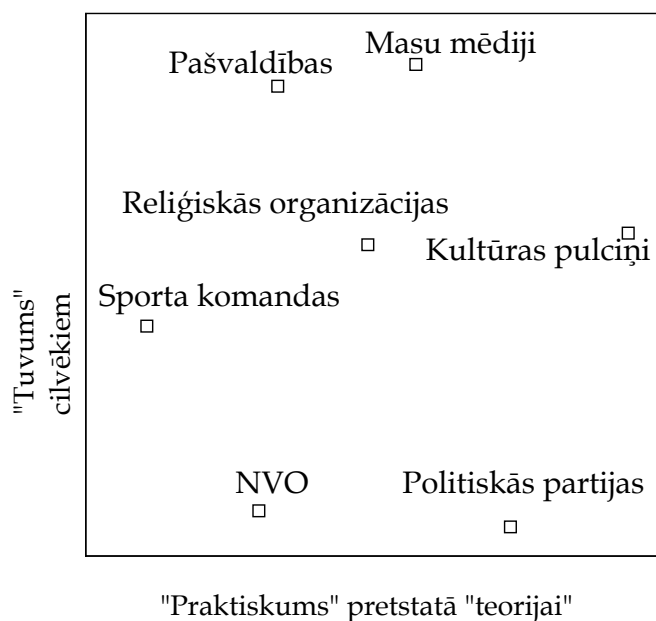 Masu mēdiji
Pašvaldības
Reliģiskās organizācijas
Kultūras pulciņi
Sporta komandas
"Tuvums"
cilvēkiem
NVO
Politiskās partijas
"Praktiskums" pretstatā "teorijai"